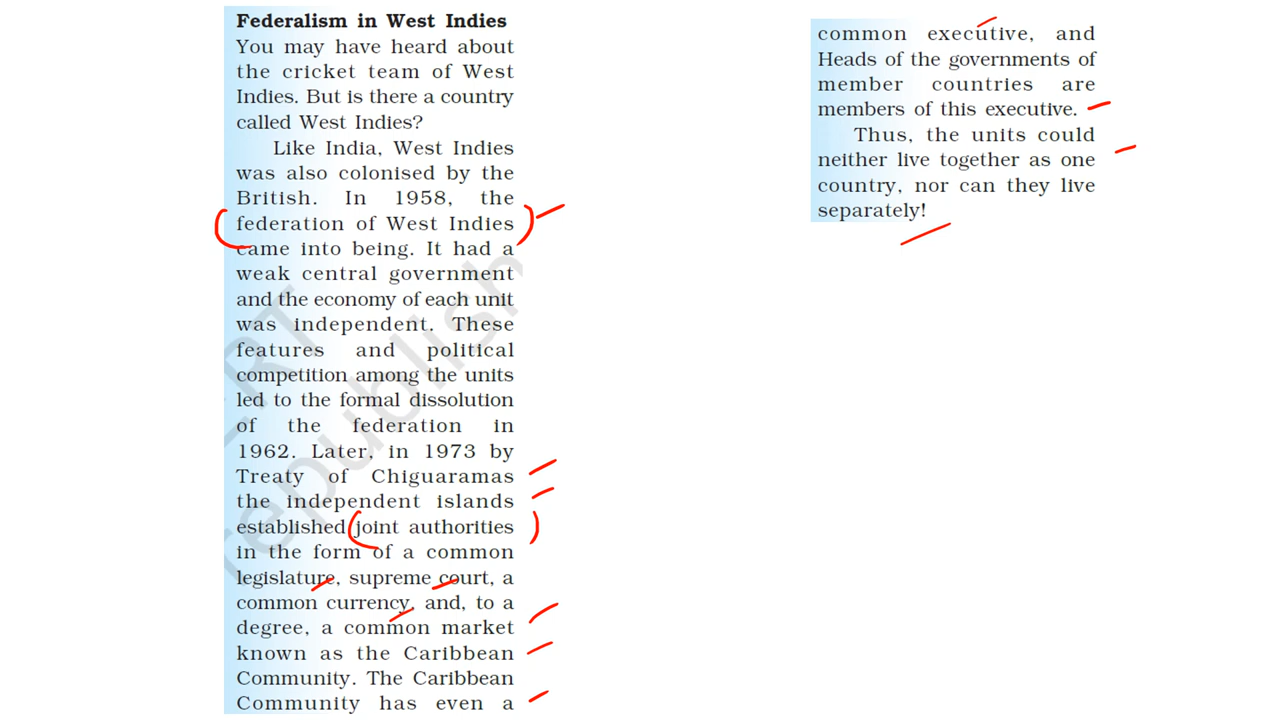 Federalism in West Indies
You may have heard about
the cricket team of West
Indies. But is there a country
called West Indies?
Like India, West Indies
was also colonised by the
British. In 1958, the
federation of West Indies
came into being. It had a
weak central government
and the economy of each unit
was independent. These
features and political
competition among the units
led to the formal dissolution
of the federation in
1962. Later, in 1973 by
Treaty of Chiguaramas
the independent islands
established joint authorities
in the form of a common
legislature, supreme court, a
common currency, and, to a
degree, a common market
known as the Caribbean
Community. The Caribbean
Community has even a
common executive, and
Heads of the governments of
member countries are
members of this executive.
Thus, the units could
neither live together as one
country, nor can they live
separately!